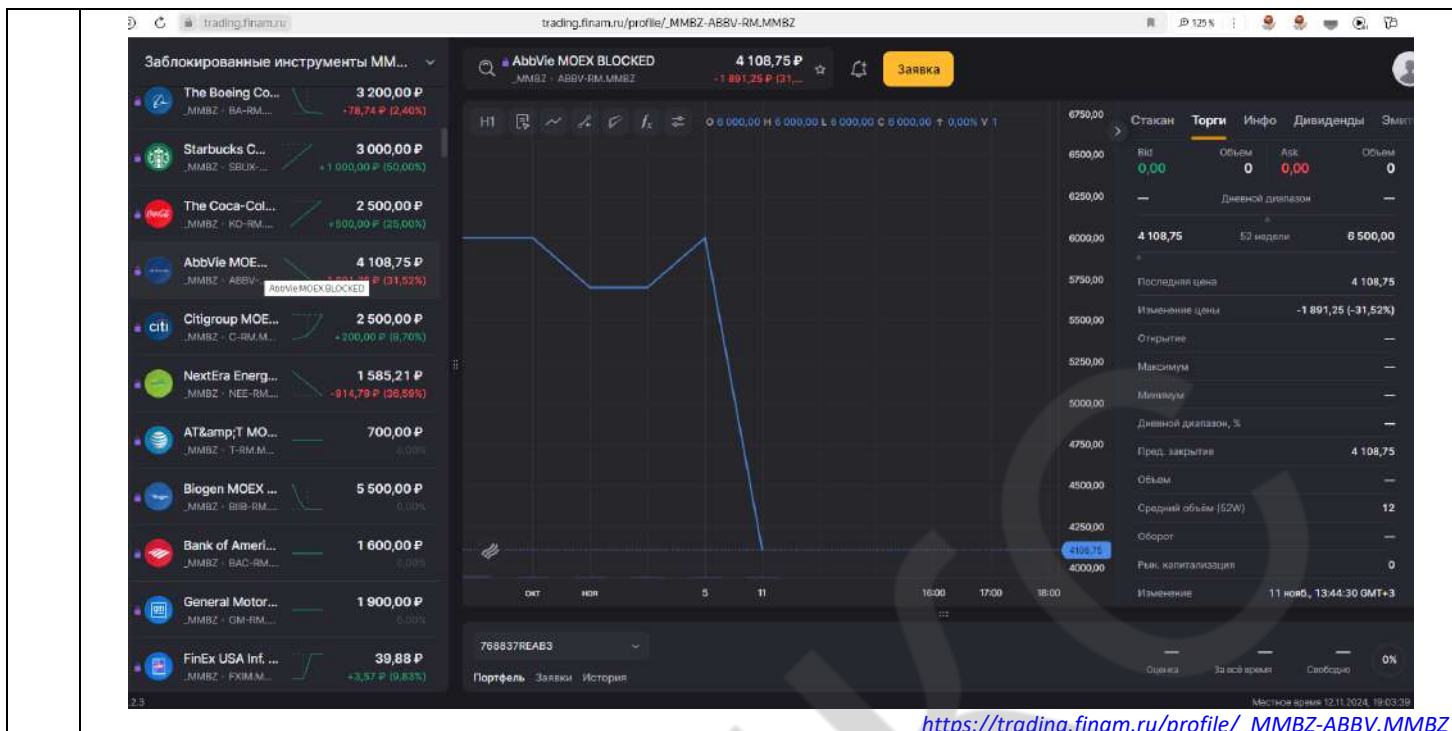 trading.finam.ru
trading.finam.ru/profile/_MMBZ-ABBV-RM.MMBZ
125 %
Заблокированные инструменты ММ...
The Boeing Co...
3 200,00 ₽
_MMBZ · BA-RM....
-78,74 ₽ (2,40%)
Starbucks C...
3 000,00 ₽
_MMBZ · SBUX-...
+1 000,00 ₽ (50,00%)
The Coca-Col...
2 500,00 ₽
_MMBZ · KO-RM....
+500,00 ₽ (25,00%)
AbbVie MOE...
4 108,75 ₽
_MMBZ · ABBV-...
₽ (31,52%)
AbbVie MOEX BLOCKED
Citigroup MOE...
2 500,00 ₽
_MMBZ · C-RM.M...
+200,00 ₽ (8,70%)
NextEra Energ...
1 585,21 ₽
_MMBZ · NEE-RM....
-914,79 ₽ (36,59%)
AT&amp;T MO...
700,00 ₽
_MMBZ · T-RM.M...
0,00%
Biogen MOEX ...
5 500,00 ₽
_MMBZ · BIIB-RM....
0,00%
Bank of Ameri...
1 600,00 ₽
_MMBZ · BAC-RM....
0,00%
General Motor...
1 900,00 ₽
_MMBZ · GM-RM....
0,00%
FinEx USA Inf. ...
39,88 ₽
_MMBZ · FXIM.M...
+3,57 ₽ (9,83%)
2.3
AbbVie MOEX BLOCKED
4 108,75 ₽
_MMBZ · ABBV-RM.MMBZ
-1 891,25 ₽ (31,...
Заявка
H1
O 6 000,00 H 6 000,00 L 6 000,00 C 6 000,00 ↑ 0,00% V 1
6750,00
6500,00
6250,00
6000,00
5750,00
5500,00
5250,00
5000,00
4750,00
4500,00
4250,00
4108,75
4000,00
окт ноя 5 11 16:00 17:00 18:00
Стакан Торги Инфо Дивиденды Эмит
Bid Объем Ask Объем
0,00 0 0,00 0
— Дневной диапазон —
4 108,75 52 недели 6 500,00
Последняя цена 4 108,75
Изменение цены -1 891,25 (-31,52%)
Открытие —
Максимум —
Минимум —
Дневной диапазон, % —
Пред. закрытие 4 108,75
Объем —
Средний объём (52W) 12
Оборот —
Рын. капитализация 0
Изменение 11 нояб., 13:44:30 GMT+3
768837REAB3
Портфель Заявки История
— — — 0%
Оценка За всё время Свободно
Местное время 12.11.2024, 19:03:39
https://trading.finam.ru/profile/_MMBZ-ABBV.MMBZ